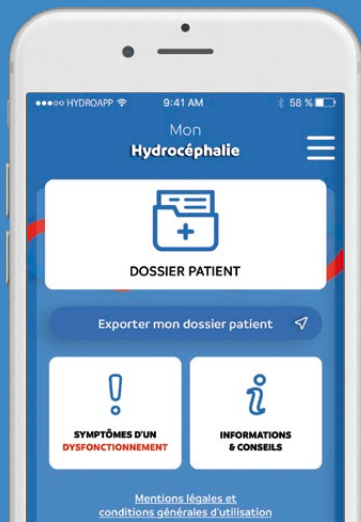 ●●●○○ HYDROAPP 9:41 AM 58 %
Mon
Hydrocéphalie
DOSSIER PATIENT
Exporter mon dossier patient
SYMPTÔMES D'UN
DYSFONCTIONNEMENT
INFORMATIONS
& CONSEILS
Mentions légales et
conditions générales d'utilisation